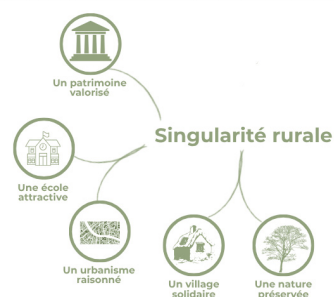 Un patrimoine
valorisé
Singularité rurale
Une école
attractive
Un urbanisme
raisonné
Un village
solidaire
Une nature
préservée